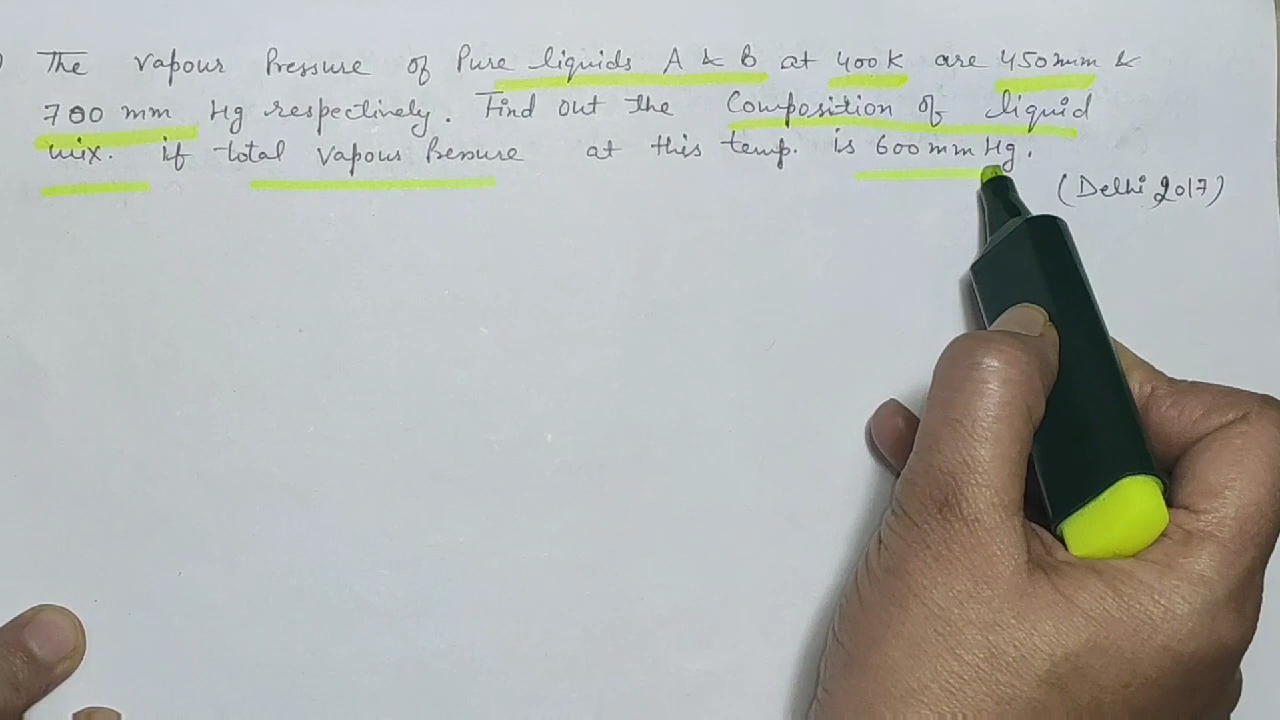 The vapour Pressure of Pure liquids A & B at 400K are 450mm &
700 mm Hg respectively. Find out the Composition of liquid
mix. if total vapour Pressure at this temp. is 600mm Hg.
(Delhi 2017)